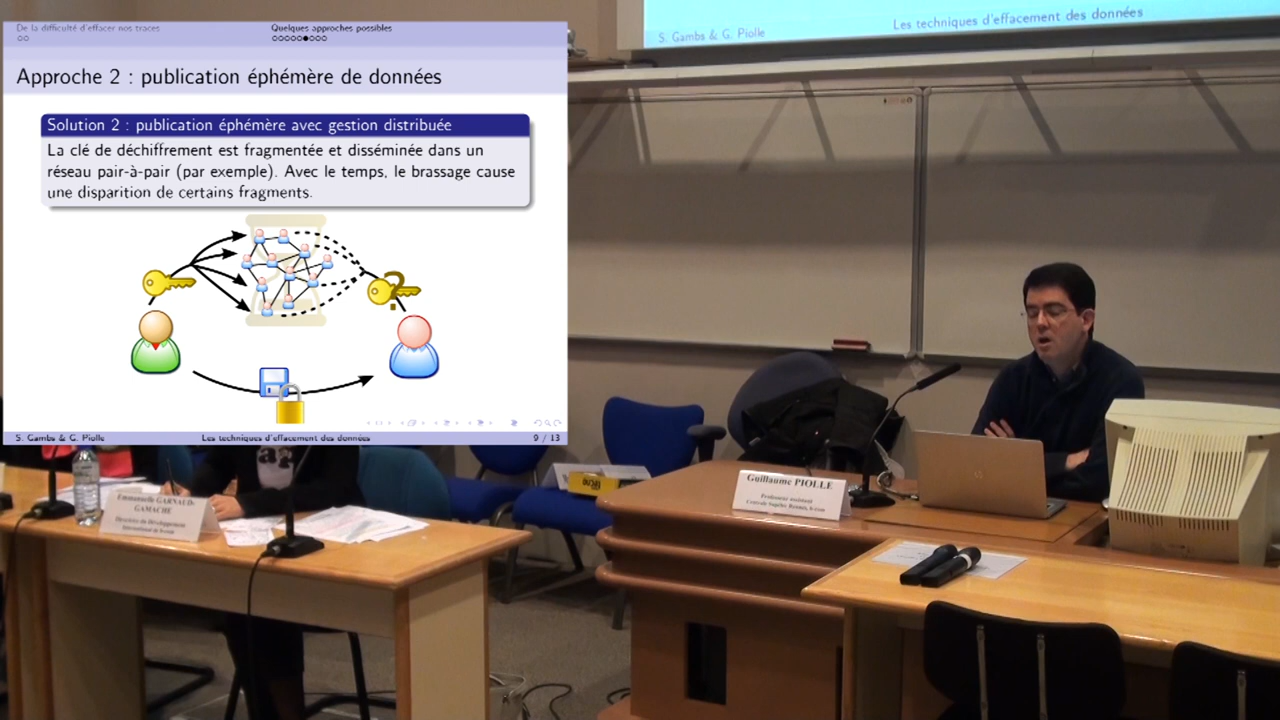 De la difficulté d'effacer nos traces
Quelques approches possibles
Approche 2 : publication éphémère de données
Solution 2 : publication éphémère avec gestion distribuée
La clé de déchiffrement est fragmentée et disséminée dans un
réseau pair-à-pair (par exemple). Avec le temps, le brassage cause
une disparition de certains fragments.
?
S. Gambs & G. Piolle
Les techniques d'effacement des données
9 / 13
S. Gambs & G. Piolle
Les techniques d'effacement des données
Emmanuelle GARNAUD-
GAMACHE
Directrice du Développement
Guillaume PIOLLE
Professeur assistant